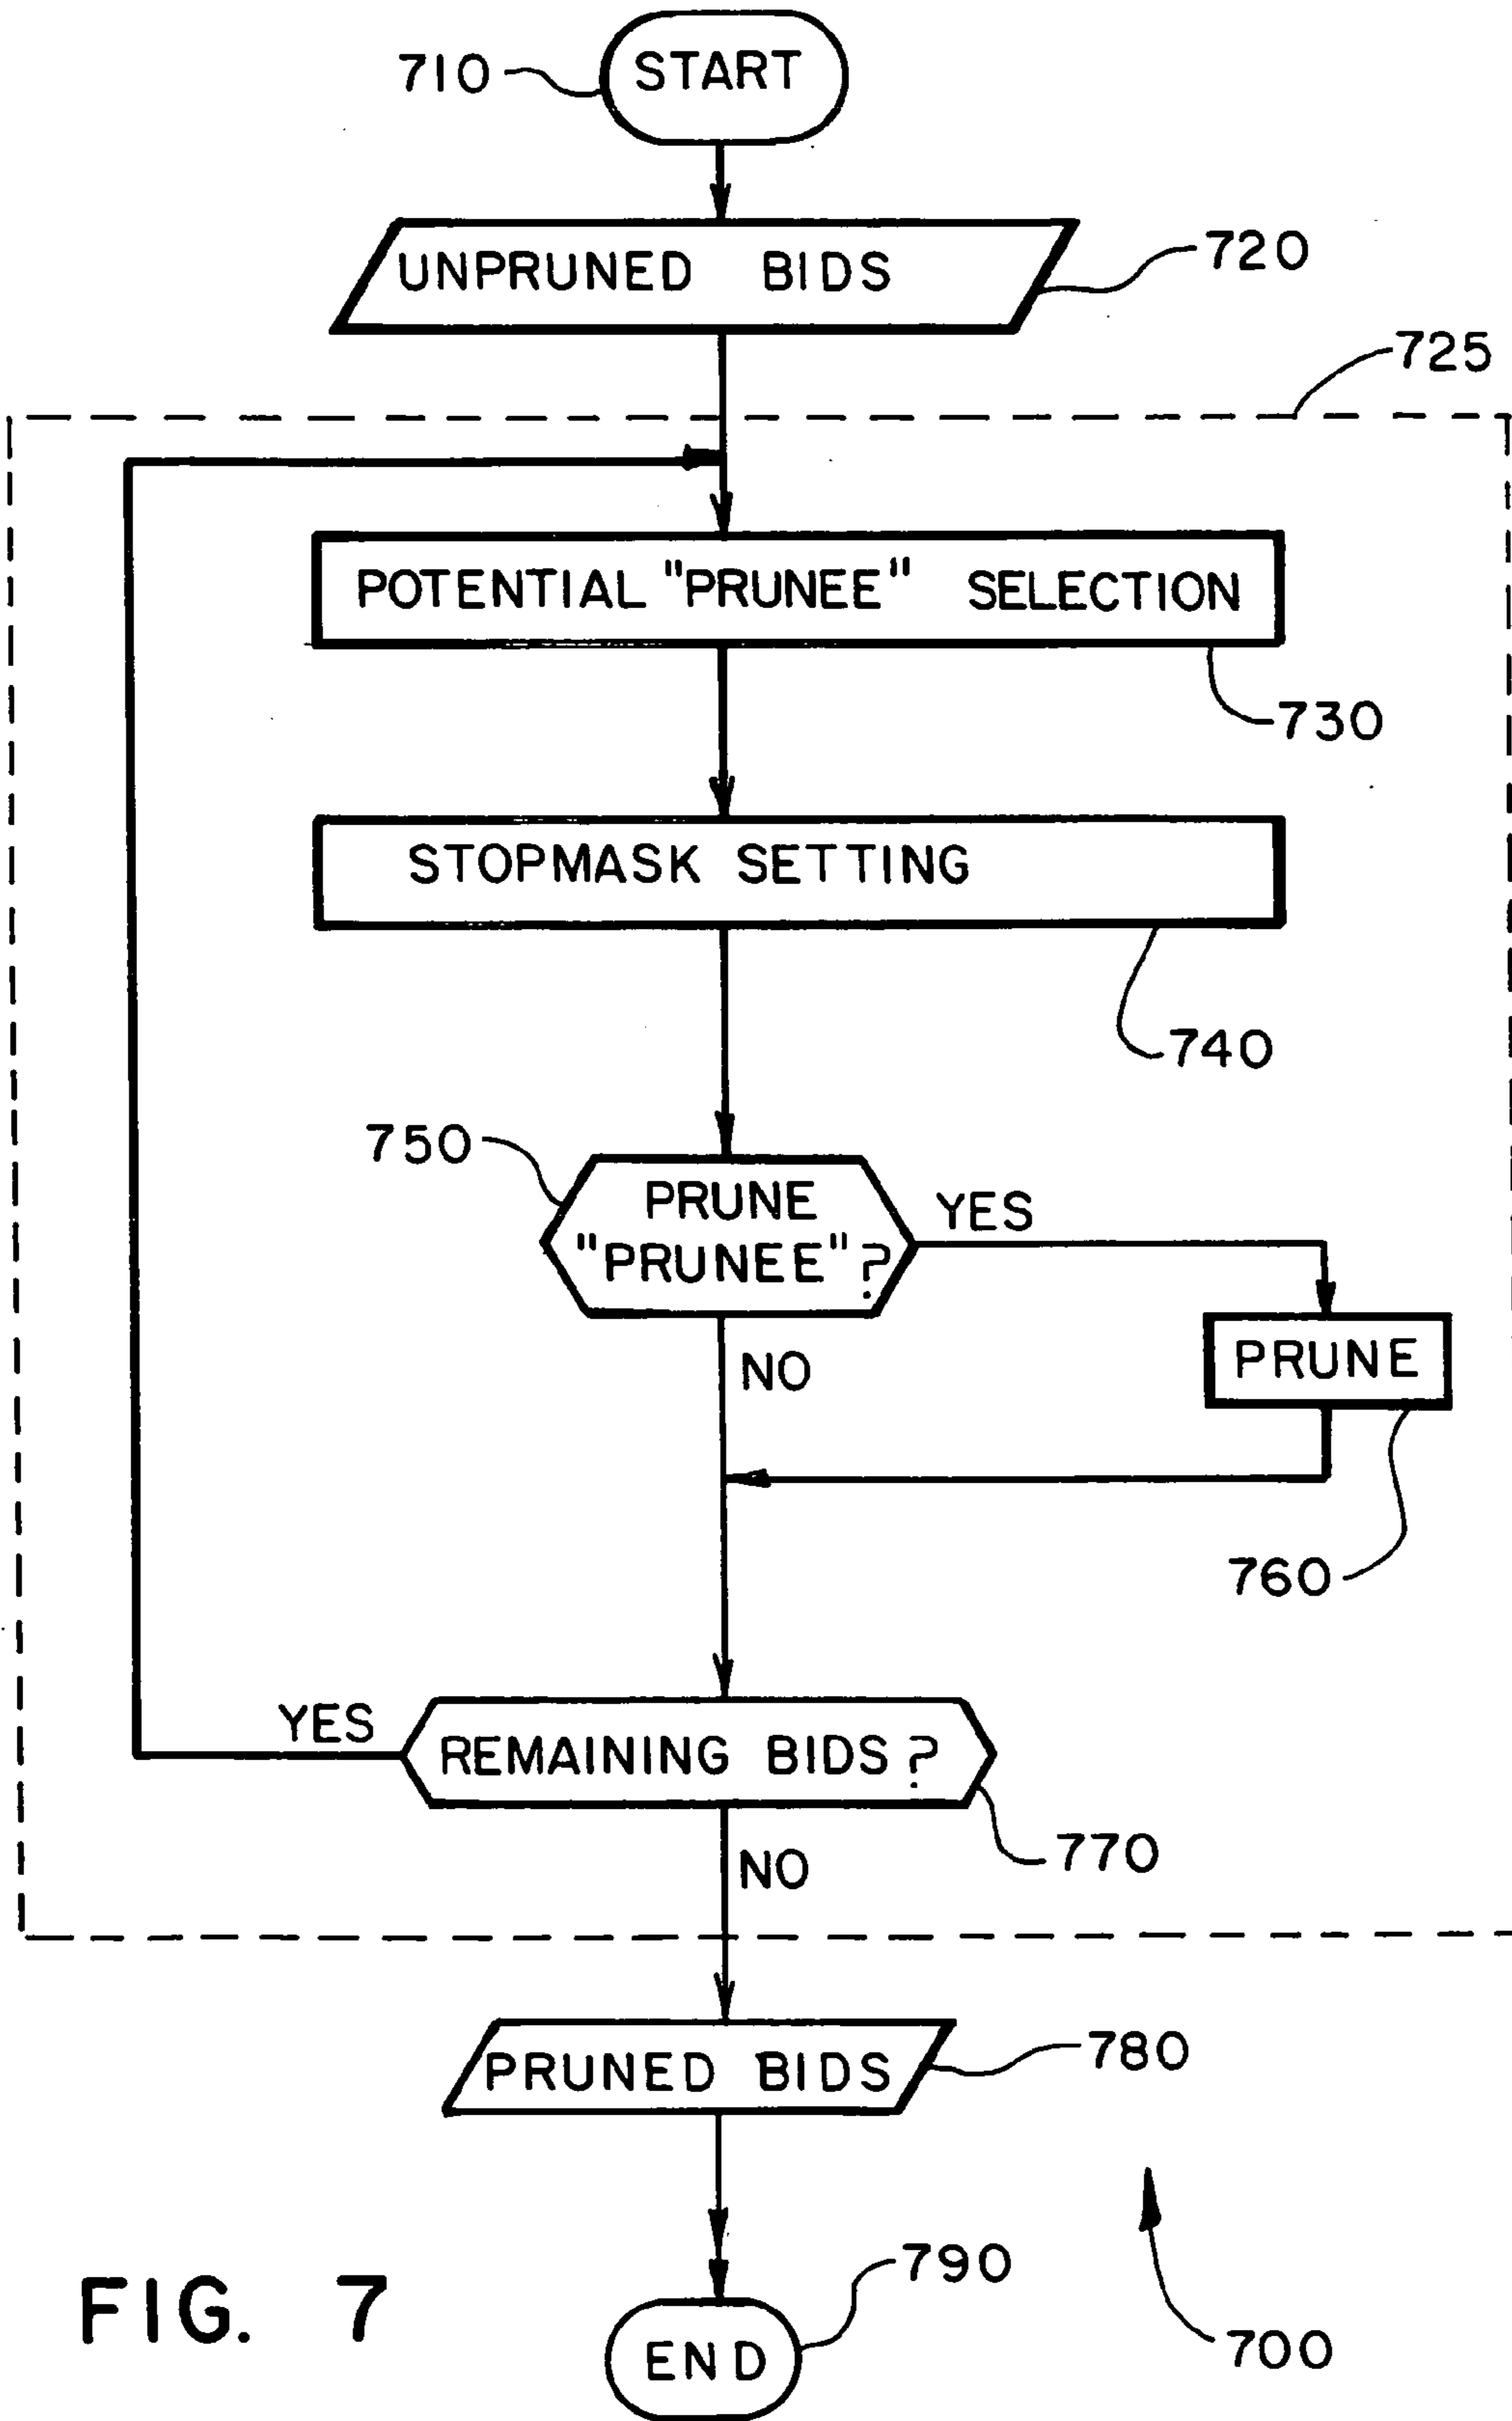 710
START
UNPRUNED BIDS
720
725
POTENTIAL "PRUNEE" SELECTION
730
STOPMASK SETTING
740
750
PRUNE
"PRUNEE"?
YES
NO
PRUNE
760
YES
REMAINING BIDS?
770
NO
PRUNED BIDS
780
790
END
700
FIG. 7